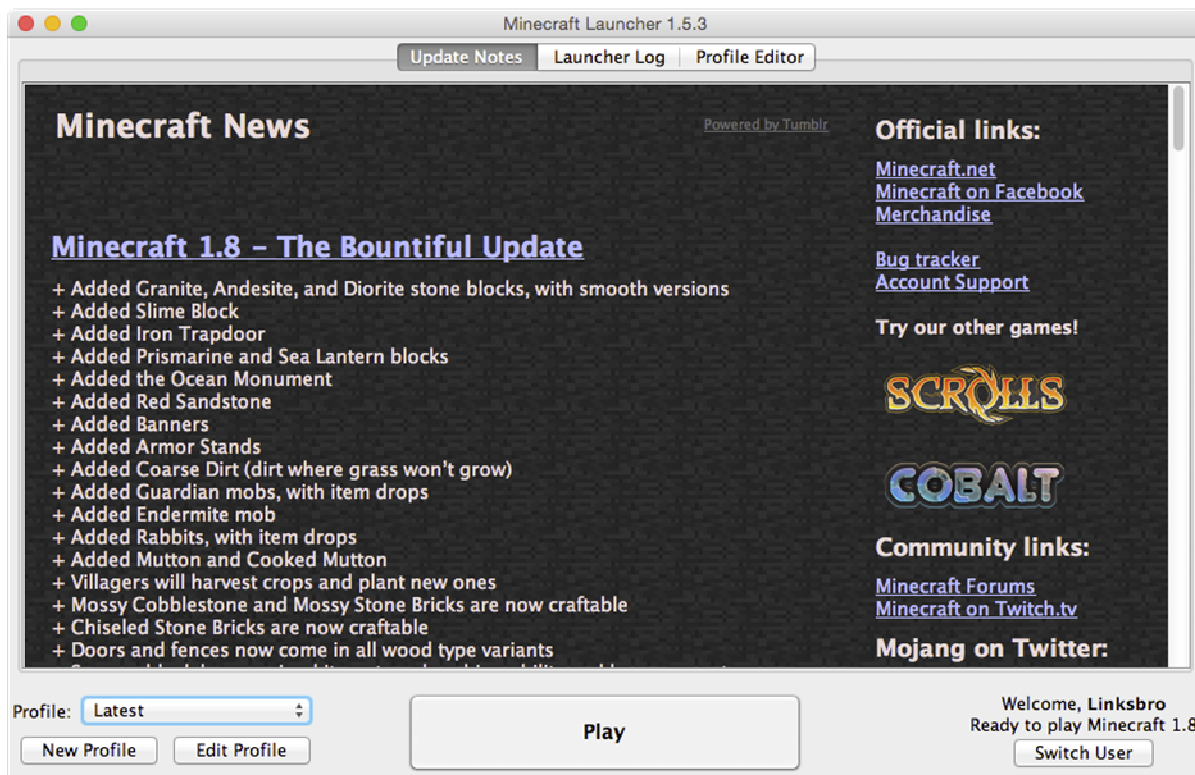 Minecraft Launcher 1.5.3
Update Notes
Launcher Log
Profile Editor
Minecraft News
Powered by Tumblr
Minecraft 1.8 – The Bountiful Update
+ Added Granite, Andesite, and Diorite stone blocks, with smooth versions
+ Added Slime Block
+ Added Iron Trapdoor
+ Added Prismarine and Sea Lantern blocks
+ Added the Ocean Monument
+ Added Red Sandstone
+ Added Banners
+ Added Armor Stands
+ Added Coarse Dirt (dirt where grass won't grow)
+ Added Guardian mobs, with item drops
+ Added Endermite mob
+ Added Rabbits, with item drops
+ Added Mutton and Cooked Mutton
+ Villagers will harvest crops and plant new ones
+ Mossy Cobblestone and Mossy Stone Bricks are now craftable
+ Chiseled Stone Bricks are now craftable
+ Doors and fences now come in all wood type variants
Official links:
Minecraft.net
Minecraft on Facebook
Merchandise
Bug tracker
Account Support
Try our other games!
SCROLLS
COBALT
Community links:
Minecraft Forums
Minecraft on Twitch.tv
Mojang on Twitter:
Profile: Latest
New Profile
Edit Profile
Play
Welcome, Linksbro
Ready to play Minecraft 1.8
Switch User